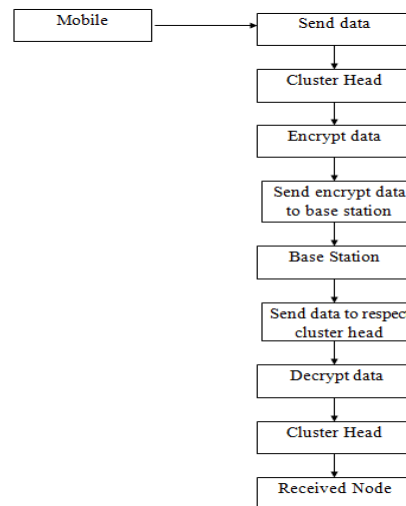 Mobile
Send data
Cluster Head
Encrypt data
Send encrypt data
to base station
Base Station
Send data to respec
cluster head
Decrypt data
Cluster Head
Received Node